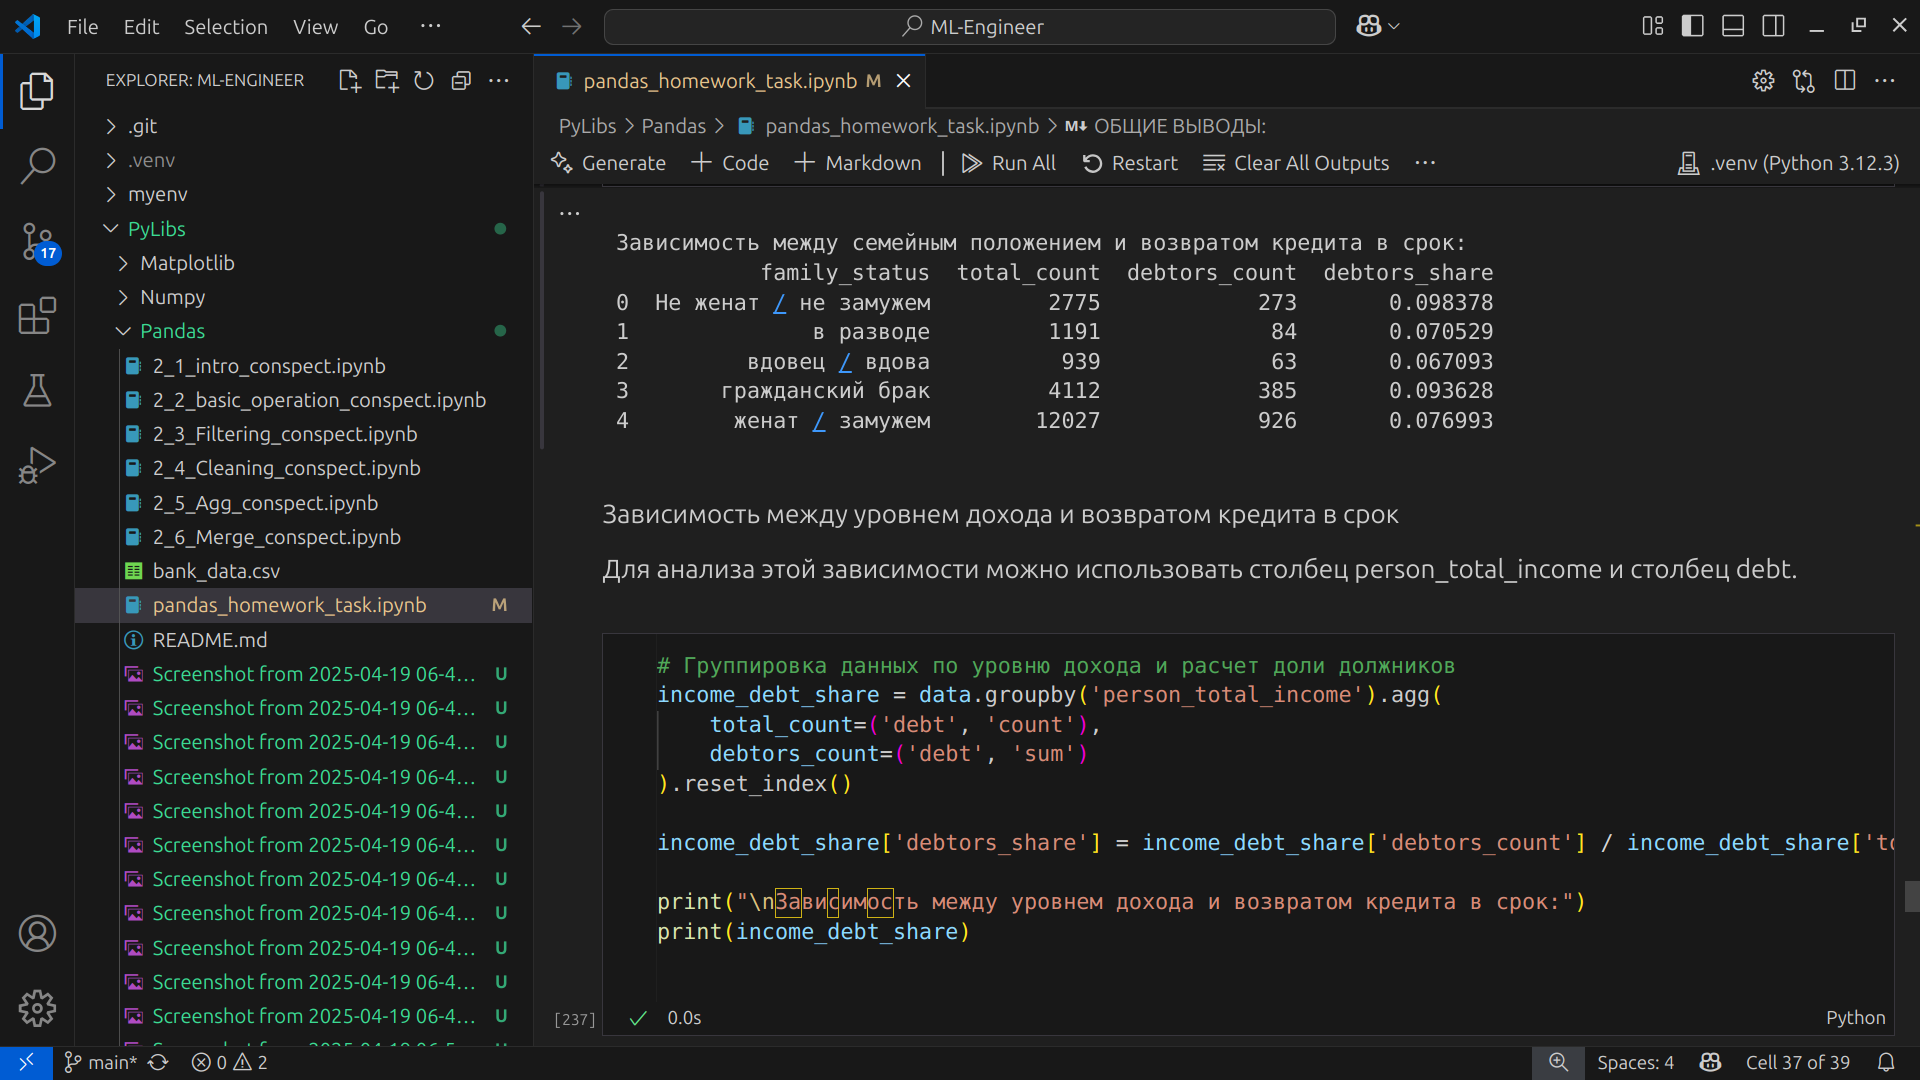 File Edit Selection View Go ···
ML-Engineer
EXPLORER: ML-ENGINEER
.git
.venv
myenv
PyLibs
Matplotlib
Numpy
Pandas
2_1_intro_conspect.ipynb
2_2_basic_operation_conspect.ipynb
2_3_Filtering_conspect.ipynb
2_4_Cleaning_conspect.ipynb
2_5_Agg_conspect.ipynb
2_6_Merge_conspect.ipynb
bank_data.csv
pandas_homework_task.ipynb M
README.md
Screenshot from 2025-04-19 06-4... U
Screenshot from 2025-04-19 06-4... U
Screenshot from 2025-04-19 06-4... U
Screenshot from 2025-04-19 06-4... U
Screenshot from 2025-04-19 06-4... U
Screenshot from 2025-04-19 06-4... U
Screenshot from 2025-04-19 06-4... U
Screenshot from 2025-04-19 06-4... U
Screenshot from 2025-04-19 06-4... U
Screenshot from 2025-04-19 06-4... U
Screenshot from 2025-04-19 06-4... U
17
pandas_homework_task.ipynb M
PyLibs > Pandas > pandas_homework_task.ipynb > M↓ ОБЩИЕ ВЫВОДЫ:
Generate + Code + Markdown | Run All Restart Clear All Outputs ··· .venv (Python 3.12.3)
...
Зависимость между семейным положением и возвратом кредита в срок:
family_status total_count debtors_count debtors_share
0 Не женат / не замужем 2775 273 0.098378
1 в разводе 1191 84 0.070529
2 вдовец / вдова 939 63 0.067093
3 гражданский брак 4112 385 0.093628
4 женат / замужем 12027 926 0.076993
Зависимость между уровнем дохода и возвратом кредита в срок
Для анализа этой зависимости можно использовать столбец person_total_income и столбец debt.
# Группировка данных по уровню дохода и расчет доли должников
income_debt_share = data.groupby('person_total_income').agg(
total_count=('debt', 'count'),
debtors_count=('debt', 'sum')
).reset_index()
income_debt_share['debtors_share'] = income_debt_share['debtors_count'] / income_debt_share['to
print("\nЗависимость между уровнем дохода и возвратом кредита в срок:")
print(income_debt_share)
[237] 0.0s Python
main* 0 2 Spaces: 4 Cell 37 of 39